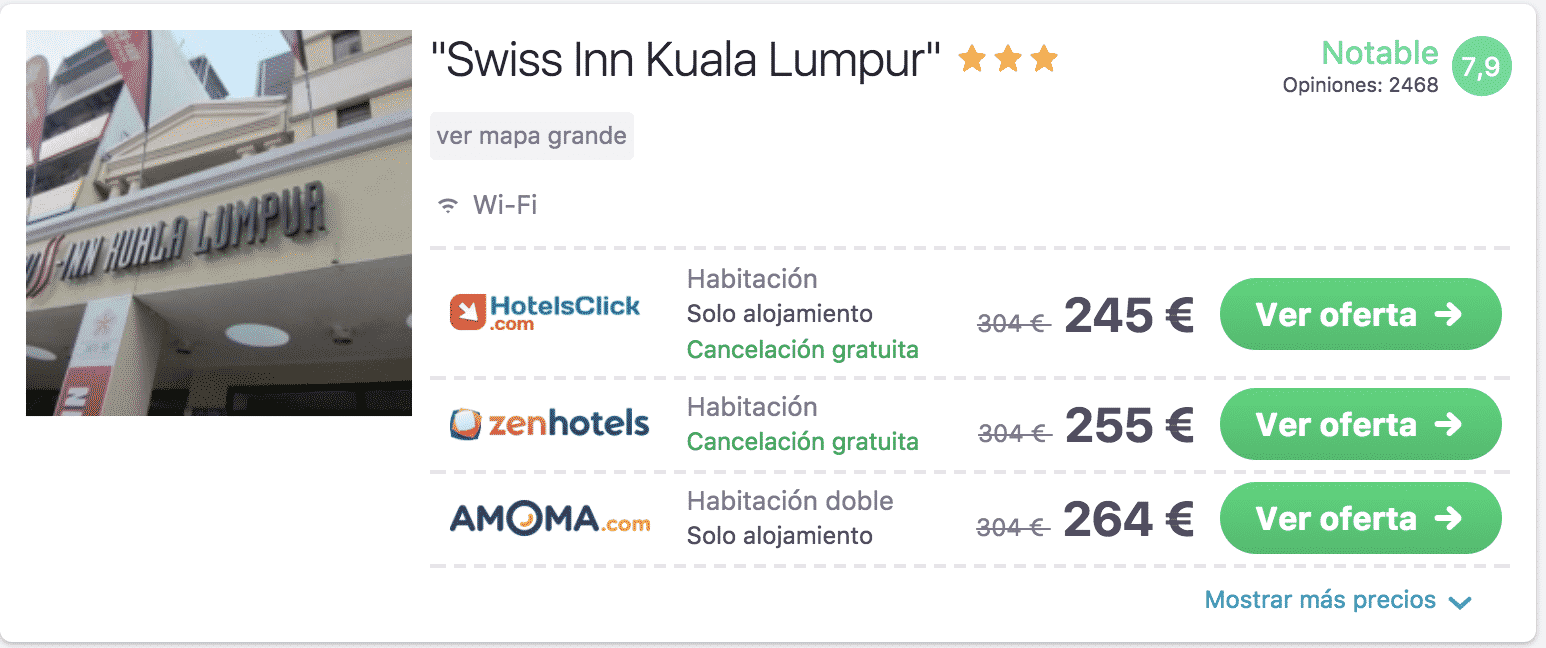 "Swiss Inn Kuala Lumpur"
Notable
7,9
Opiniones: 2468
ver mapa grande
Wi-Fi
INN KUALA LUMPUR
IN
HotelsClick
.com
Habitación
Solo alojamiento
Cancelación gratuita
304 € 245 €
Ver oferta →
zenhotels
Habitación
Cancelación gratuita
304 € 255 €
Ver oferta →
AMOMA.com
Habitación doble
Solo alojamiento
304 € 264 €
Ver oferta →
Mostrar más precios